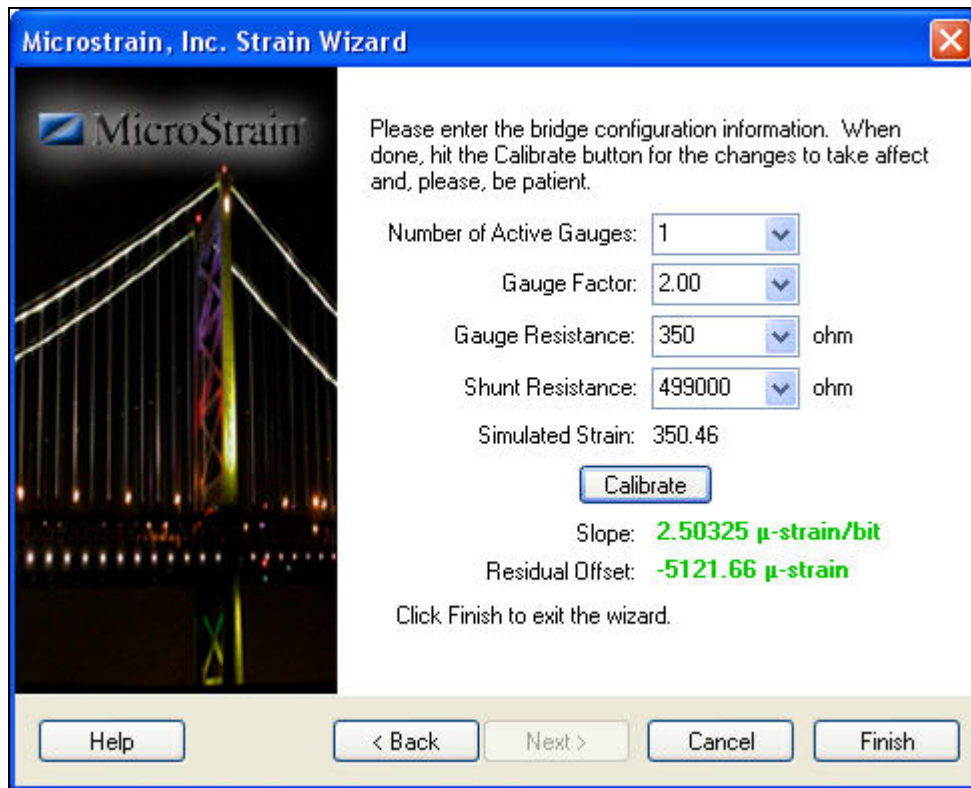 Microstrain, Inc. Strain Wizard
MicroStrain
Please enter the bridge configuration information. When
done, hit the Calibrate button for the changes to take affect
and, please, be patient.
Number of Active Gauges: 1
Gauge Factor: 2.00
Gauge Resistance: 350 ohm
Shunt Resistance: 499000 ohm
Simulated Strain: 350.46
Calibrate
Slope: 2.50325 μ-strain/bit
Residual Offset: -5121.66 μ-strain
Click Finish to exit the wizard.
Help < Back Next > Cancel Finish